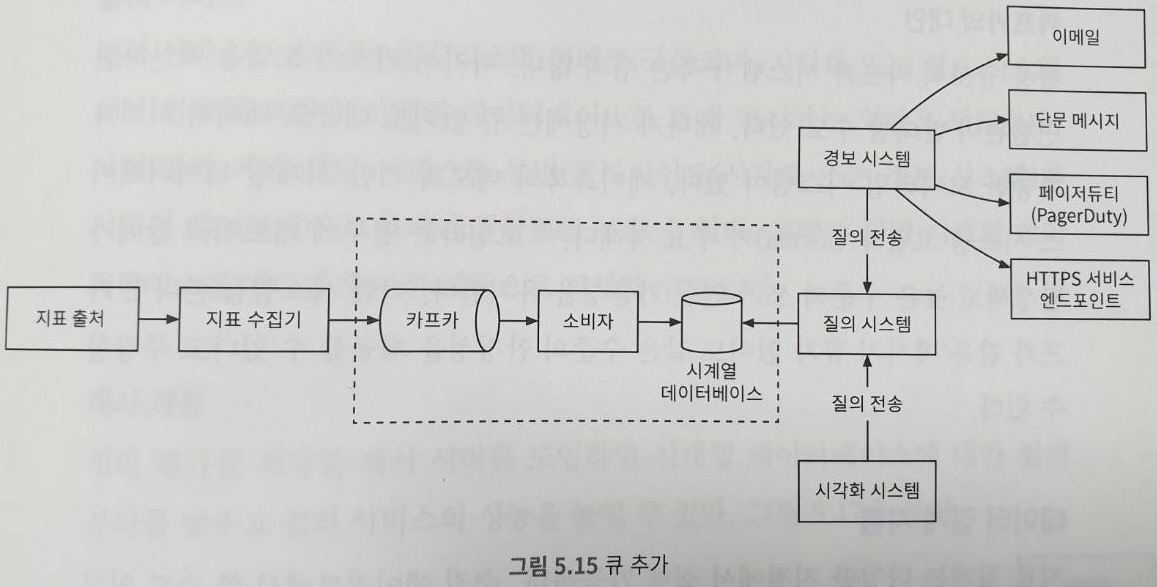 이메일
단문 메시지
경보 시스템
페이저듀티
(PagerDuty)
질의 전송
HTTPS 서비스
엔드포인트
지표 출처
지표 수집기
카프카
소비자
질의 시스템
시계열
데이터베이스
질의 전송
시각화 시스템
그림 5.15 큐 추가